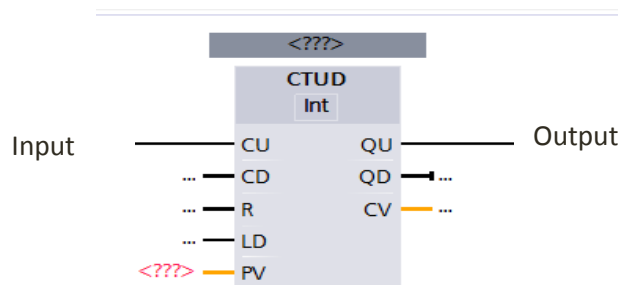 <???>
CTUD
Int
Input CU QU Output
... CD QD ...
... R CV ...
... LD
<???> PV